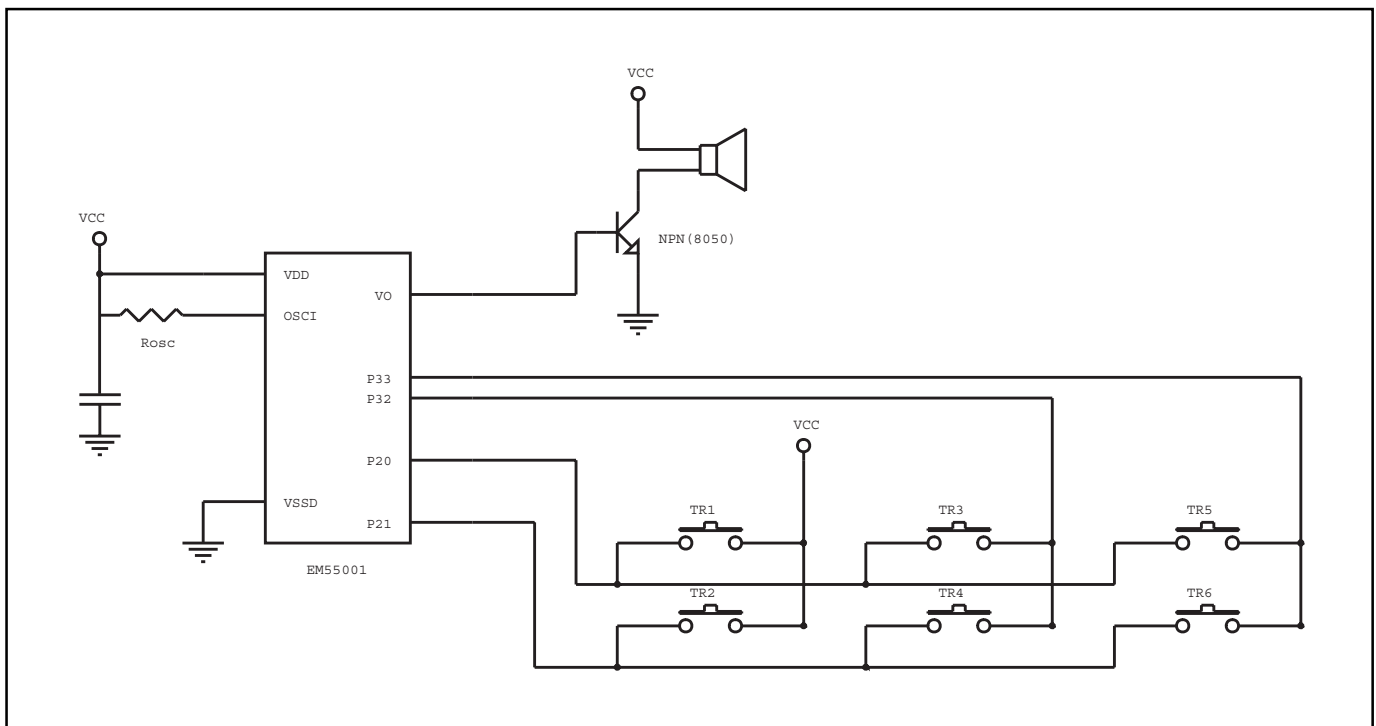 VCC
VCC
NPN(8050)
VDD
VO
OSCI
Rosc
P33
P32
VCC
P20
VSSD
TR1
TR3
TR5
P21
EM55001
TR2
TR4
TR6